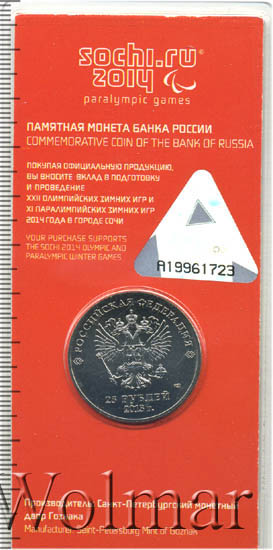 sochi.ru
2014
paralympic games
ПАМЯТНАЯ МОНЕТА БАНКА РОССИИ
COMMEMORATIVE COIN OF THE BANK OF RUSSIA
ПОКУПАЯ ОФИЦИАЛЬНУЮ ПРОДУКЦИЮ,
ВЫ ВНОСИТЕ ВКЛАД В ПОДГОТОВКУ
И ПРОВЕДЕНИЕ
XXII ОЛИМПИЙСКИХ ЗИМНИХ ИГР И
XI ПАРАЛИМПИЙСКИХ ЗИМНИХ ИГР
2014 ГОДА В ГОРОДЕ СОЧИ
YOUR PURCHASE SUPPORTS
THE SOCHI 2014 OLYMPIC AND
PARALYMPIC WINTER GAMES
A19961723
РОССИЙСКАЯ ФЕДЕРАЦИЯ
25 РУБЛЕЙ
2013 г.
Производитель Санкт-Петербургский монетный
двор Гознака
Manufacturer Saint-Petersburg Mint of Goznak
Wolmar